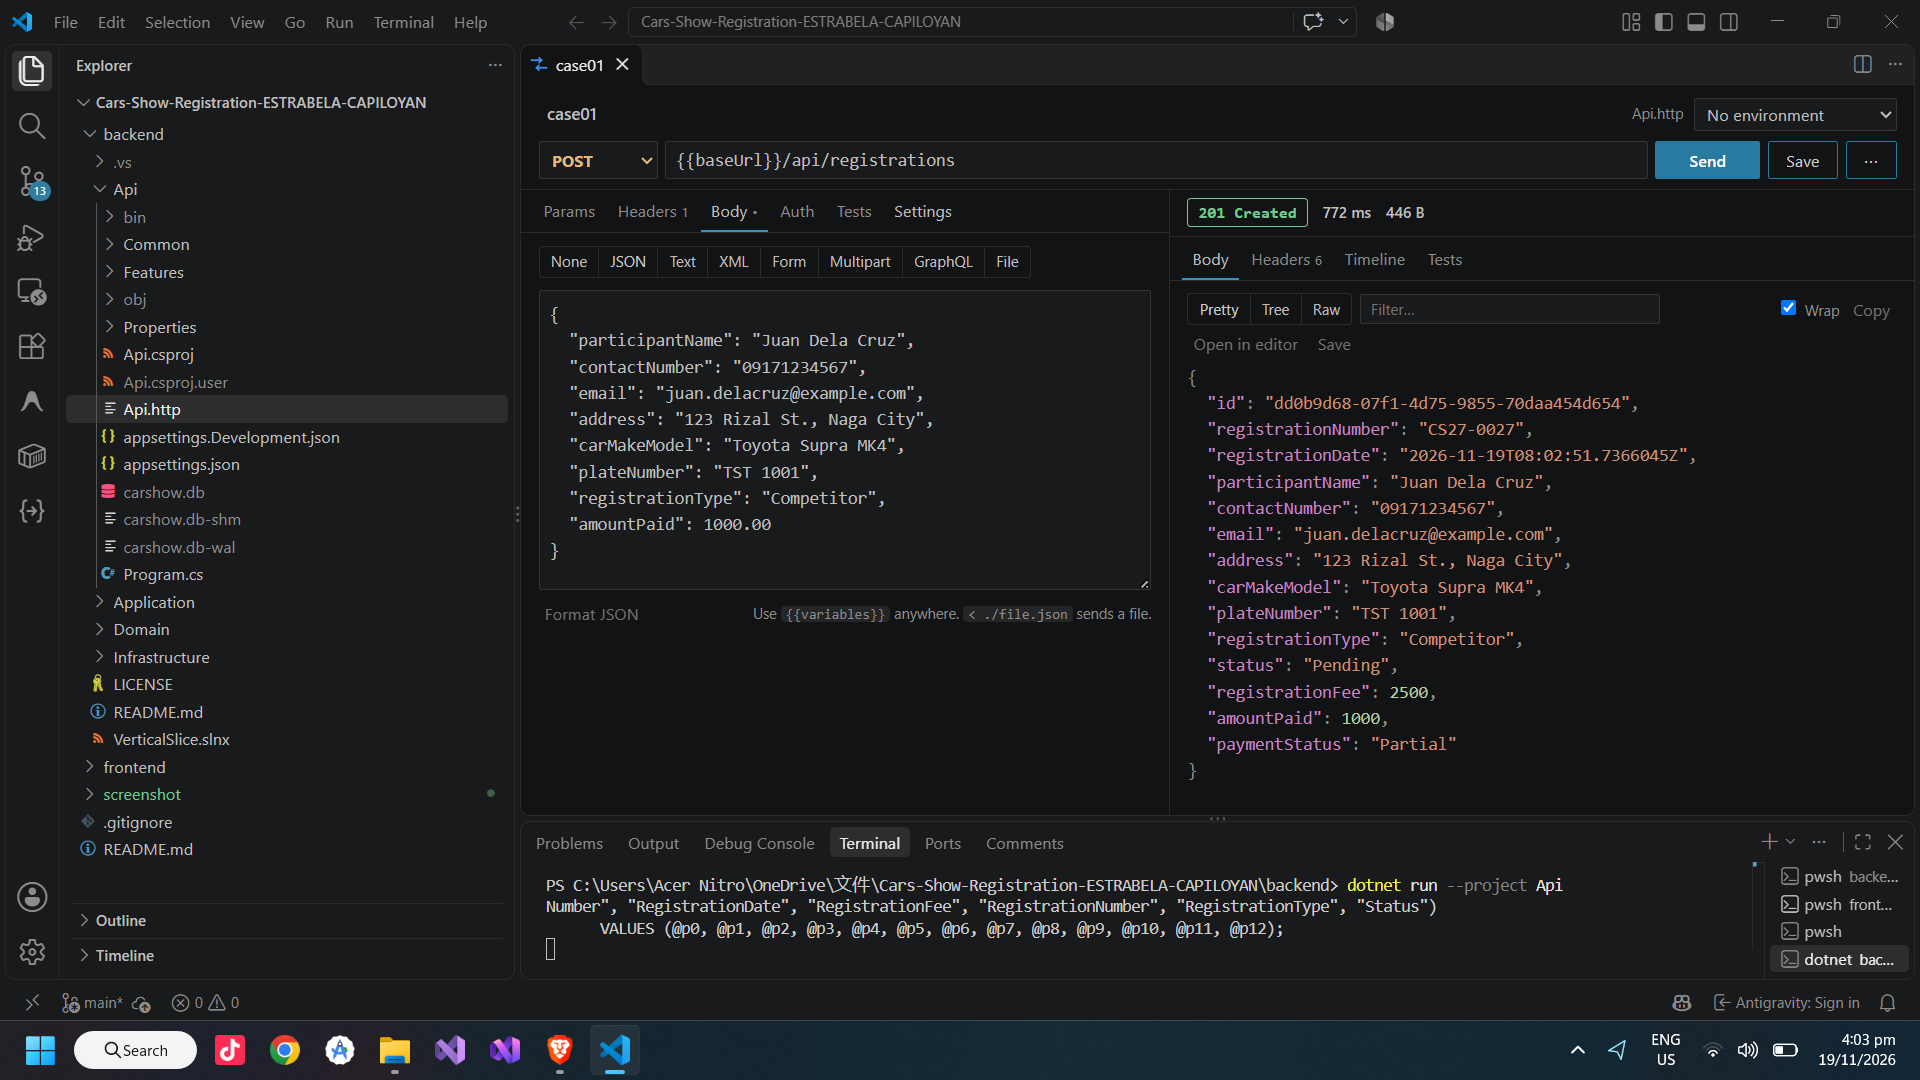 File Edit Selection View Go Run Terminal Help
Cars-Show-Registration-ESTRABELA-CAPILOYAN
Explorer
Cars-Show-Registration-ESTRABELA-CAPILOYAN
backend
.vs
Api
bin
Common
Features
obj
Properties
Api.csproj
Api.csproj.user
Api.http
appsettings.Development.json
appsettings.json
carshow.db
carshow.db-shm
carshow.db-wal
Program.cs
Application
Domain
Infrastructure
LICENSE
README.md
VerticalSlice.slnx
frontend
screenshot
.gitignore
README.md
Outline
Timeline
13
case01
case01
Api.http No environment
POST {{baseUrl}}/api/registrations Send Save ...
Params Headers 1 Body • Auth Tests Settings
None JSON Text XML Form Multipart GraphQL File
{
"participantName": "Juan Dela Cruz",
"contactNumber": "09171234567",
"email": "juan.delacruz@example.com",
"address": "123 Rizal St., Naga City",
"carMakeModel": "Toyota Supra MK4",
"plateNumber": "TST 1001",
"registrationType": "Competitor",
"amountPaid": 1000.00
}
Format JSON Use {{variables}} anywhere. < ./file.json sends a file.
201 Created 772 ms 446 B
Body Headers 6 Timeline Tests
Pretty Tree Raw Filter... Wrap Copy
Open in editor Save
{
"id": "dd0b9d68-07f1-4d75-9855-70daa454d654",
"registrationNumber": "CS27-0027",
"registrationDate": "2026-11-19T08:02:51.7366045Z",
"participantName": "Juan Dela Cruz",
"contactNumber": "09171234567",
"email": "juan.delacruz@example.com",
"address": "123 Rizal St., Naga City",
"carMakeModel": "Toyota Supra MK4",
"plateNumber": "TST 1001",
"registrationType": "Competitor",
"status": "Pending",
"registrationFee": 2500,
"amountPaid": 1000,
"paymentStatus": "Partial"
}
Problems Output Debug Console Terminal Ports Comments
PS C:\Users\Acer Nitro\OneDrive\文件\Cars-Show-Registration-ESTRABELA-CAPILOYAN\backend> dotnet run --project Api
Number", "RegistrationDate", "RegistrationFee", "RegistrationNumber", "RegistrationType", "Status")
VALUES (@p0, @p1, @p2, @p3, @p4, @p5, @p6, @p7, @p8, @p9, @p10, @p11, @p12);
pwsh backe...
pwsh front...
pwsh
dotnet bac...
main* 0 0 Antigravity: Sign in
Search
ENG
US
4:03 pm
19/11/2026